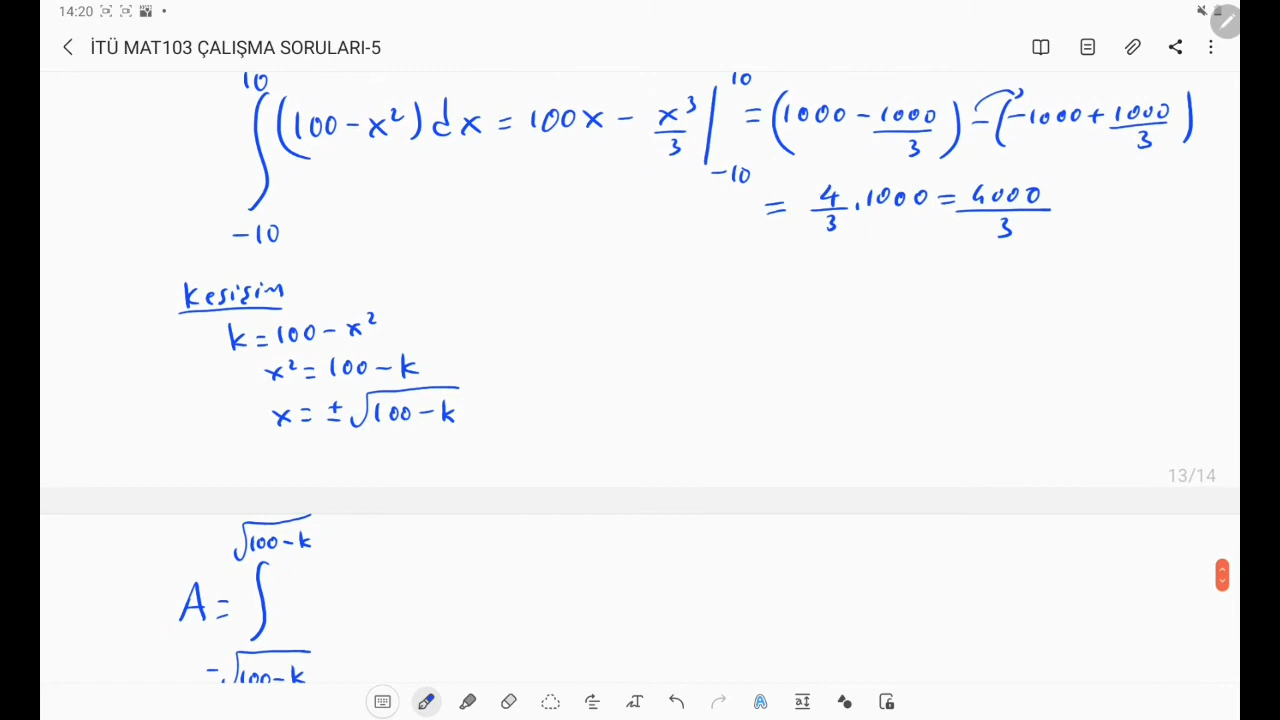 14:20
İTÜ MAT103 ÇALIŞMA SORULARI-5
∫_{-10}^{10} (100 - x²) dx = 100x - x³/3 |_{-10}^{10} = (1000 - 1000/3) - (-1000 + 1000/3)
= 4/3 . 1000 = 4000/3
Kesişim
k = 100 - x²
x² = 100 - k
x = ± √(100 - k)
13/14
A = ∫_{-√(100-k)}^{√(100-k)}